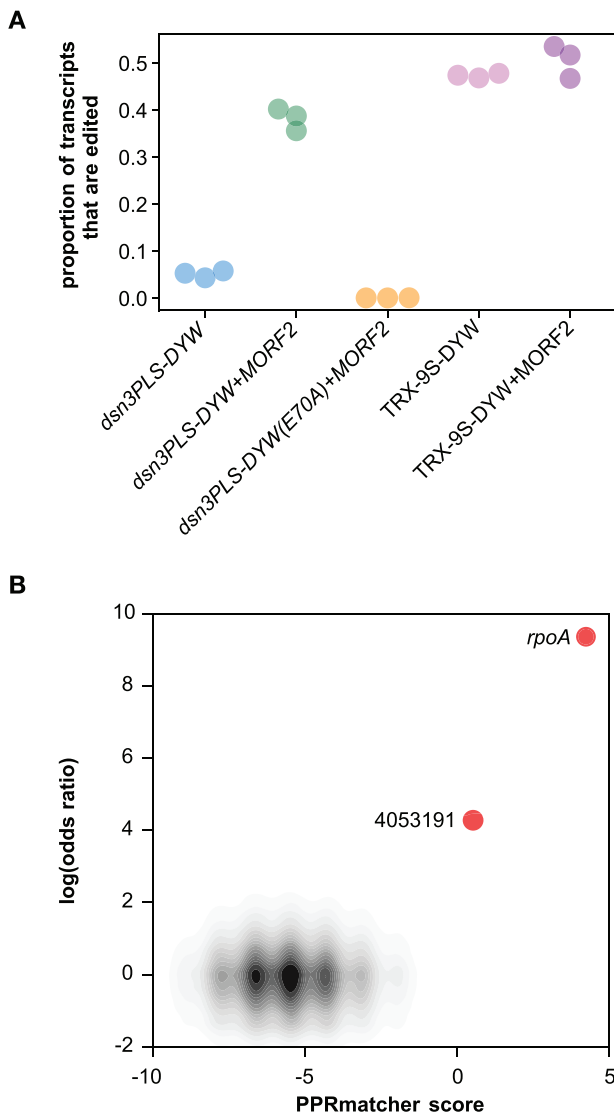 A
proportion of transcripts
that are edited
0.5
0.4
0.3
0.2
0.1
0.0
dsn3PLS-DYW
dsn3PLS-DYW+MORF2
dsn3PLS-DYW(E70A)+MORF2
TRX-9S-DYW
TRX-9S-DYW+MORF2
B
log(odds ratio)
10
8
6
4
2
0
-2
rpoA
4053191
-10
-5
0
5
PPRmatcher score